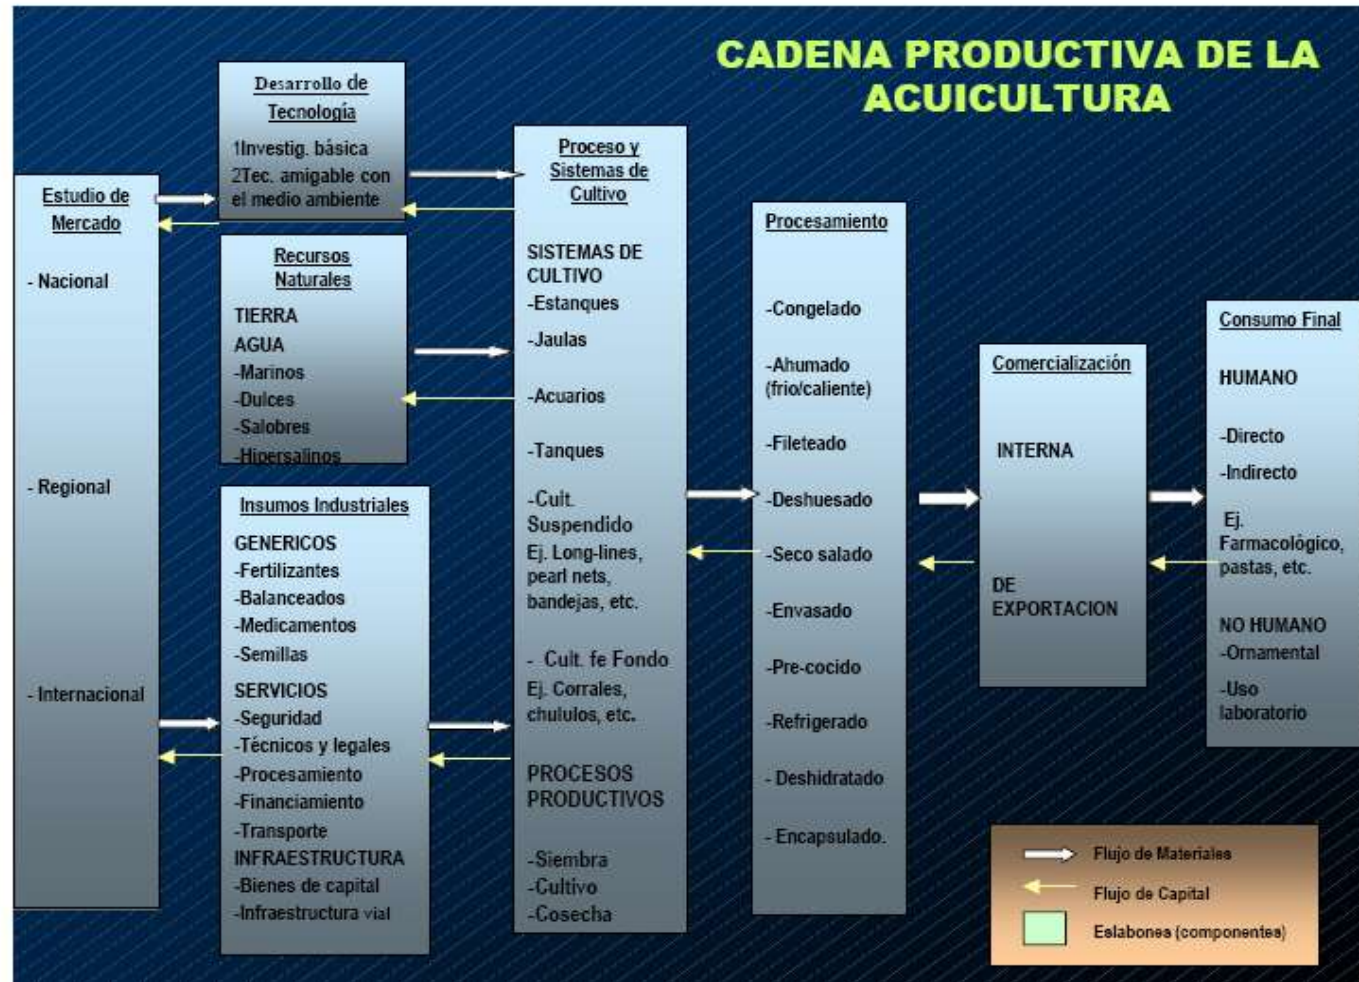 CADENA PRODUCTIVA DE LA
ACUICULTURA
Estudio de
Mercado
- Nacional
- Regional
- Internacional
Desarrollo de
Tecnología
1Investig. básica
2Tec. amigable con
el medio ambiente
Recursos
Naturales
TIERRA
AGUA
-Marinos
-Dulces
-Salobres
-Hipersalinos
Insumos Industriales
GENERICOS
-Fertilizantes
-Balanceados
-Medicamentos
-Semillas
SERVICIOS
-Seguridad
-Técnicos y legales
-Procesamiento
-Financiamiento
-Transporte
INFRAESTRUCTURA
-Bienes de capital
-Infraestructura vial
Proceso y
Sistemas de
Cultivo
SISTEMAS DE
CULTIVO
-Estanques
-Jaulas
-Acuarios
-Tanques
-Cult.
Suspendido
Ej. Long-lines,
pearl nets,
bandejas, etc.
- Cult. fe Fondo
Ej. Corrales,
chululos, etc.
PROCESOS
PRODUCTIVOS
-Siembra
-Cultivo
-Cosecha
Procesamiento
-Congelado
-Ahumado
(frio/caliente)
-Fileteado
-Deshuesado
-Seco salado
-Envasado
-Pre-cocido
-Refrigerado
- Deshidratado
- Encapsulado.
Comercialización
INTERNA
DE
EXPORTACION
Consumo Final
HUMANO
-Directo
-Indirecto
Ej.
Farmacològico,
pastas, etc.
NO HUMANO
-Ornamental
-Uso
laboratorio
Flujo de Materiales
Flujo de Capital
Eslabones (componentes)